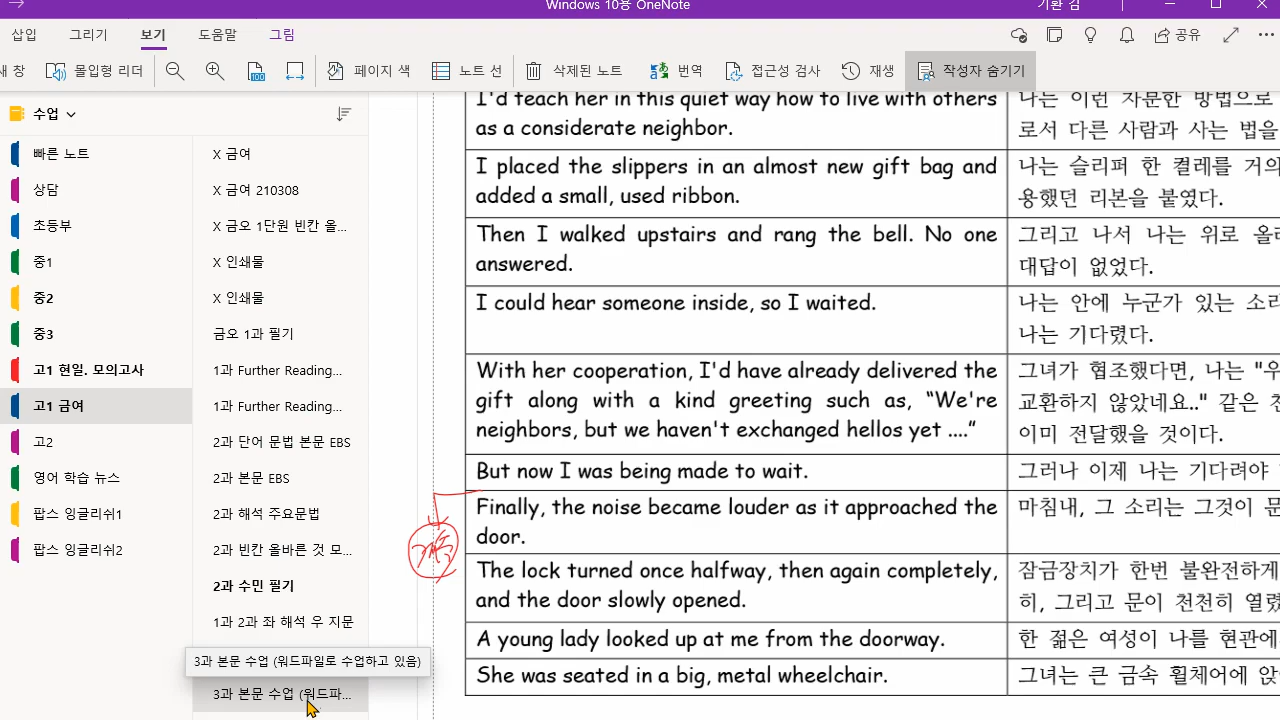 Windows 10용 OneNote
기환 김
삽입
그리기
보기
도움말
그림
공유
새 창
몰입형 리더
페이지 색
노트 선
삭제된 노트
번역
접근성 검사
재생
작성자 숨기기
수업
빠른 노트
상담
초등부
중1
중2
중3
고1 현일. 모의고사
고1 금여
고2
영어 학습 뉴스
팝스 잉글리쉬1
팝스 잉글리쉬2
X 금여
X 금여 210308
X 금오 1단원 빈칸 올...
X 인쇄물
X 인쇄물
금오 1과 필기
1과 Further Reading...
1과 Further Reading...
2과 단어 문법 본문 EBS
2과 본문 EBS
2과 해석 주요문법
2과 빈칸 올바른 것 모...
2과 수민 필기
1과 2과 좌 해석 우 지문
3과 본문 수업 (워드파일로 수업하고 있음)
3과 본문 수업 (워드파...
I'd teach her in this quiet way how to live with others
as a considerate neighbor.
나는 이런 차분한 방법으로
로서 다른 사람과 사는 법을
I placed the slippers in an almost new gift bag and
added a small, used ribbon.
나는 슬리퍼 한 켤레를 거의
용했던 리본을 붙였다.
Then I walked upstairs and rang the bell. No one
answered.
그리고 나서 나는 위로 올라
대답이 없었다.
I could hear someone inside, so I waited.
나는 안에 누군가 있는 소리
나는 기다렸다.
With her cooperation, I'd have already delivered the
gift along with a kind greeting such as, “We're
neighbors, but we haven't exchanged hellos yet ....”
그녀가 협조했다면, 나는 "우
교환하지 않았네요.." 같은 친
이미 전달했을 것이다.
But now I was being made to wait.
그러나 이제 나는 기다려야
Finally, the noise became louder as it approached the
door.
마침내, 그 소리는 그것이 문
The lock turned once halfway, then again completely,
and the door slowly opened.
잠금장치가 한번 불완전하게
히, 그리고 문이 천천히 열렸
A young lady looked up at me from the doorway.
한 젊은 여성이 나를 현관에
She was seated in a big, metal wheelchair.
그녀는 큰 금속 휠체어에 앉